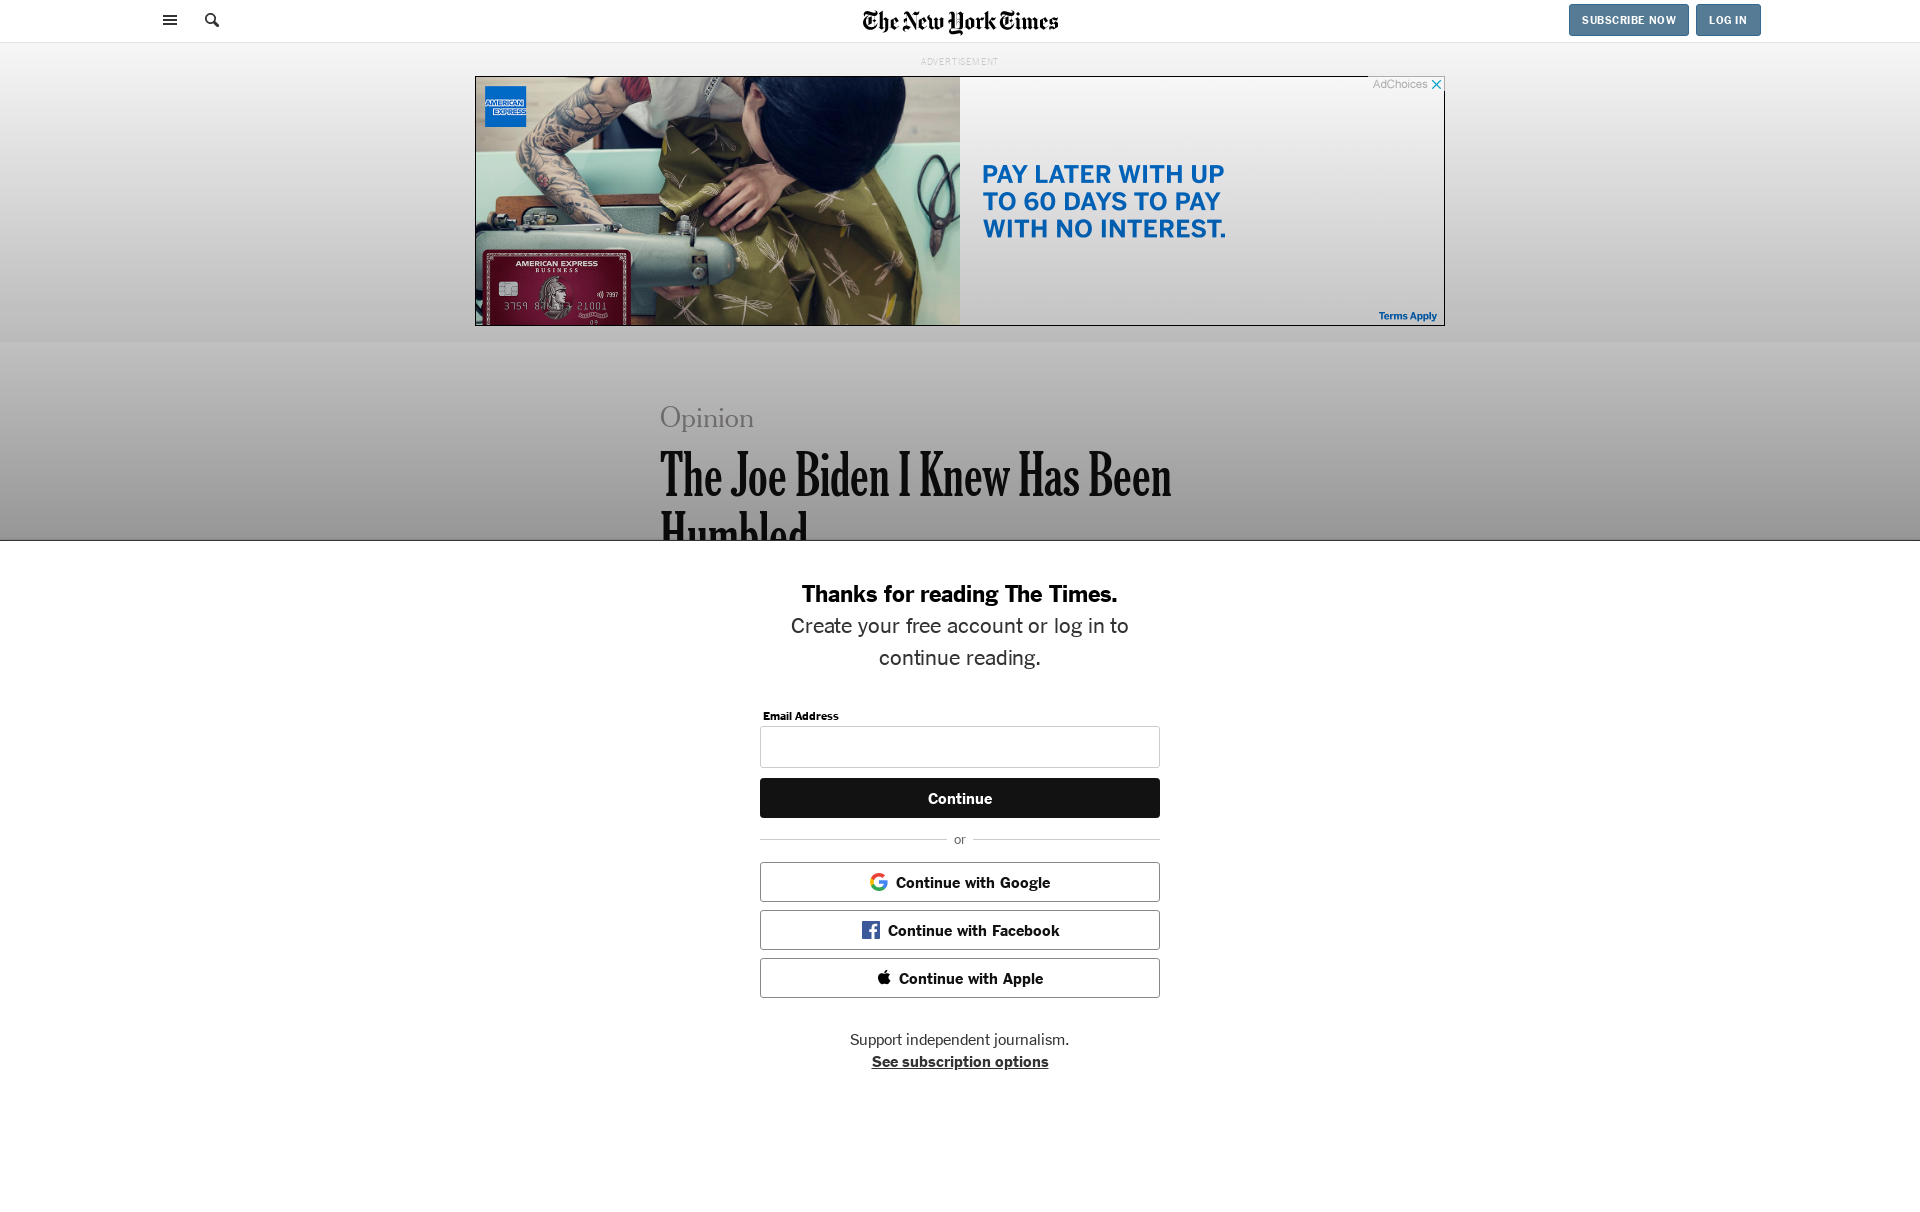 The New York Times
SUBSCRIBE NOW
LOG IN
ADVERTISEMENT
AdChoices
AMERICAN
EXPRESS
PAY LATER WITH UP
TO 60 DAYS TO PAY
WITH NO INTEREST.
AMERICAN EXPRESS
BUSINESS
7997
21001
Terms Apply
Opinion
The Joe Biden I Knew Has Been
Humbled
Thanks for reading The Times.
Create your free account or log in to
continue reading.
Email Address
Continue
or
Continue with Google
Continue with Facebook
Continue with Apple
Support independent journalism.
See subscription options